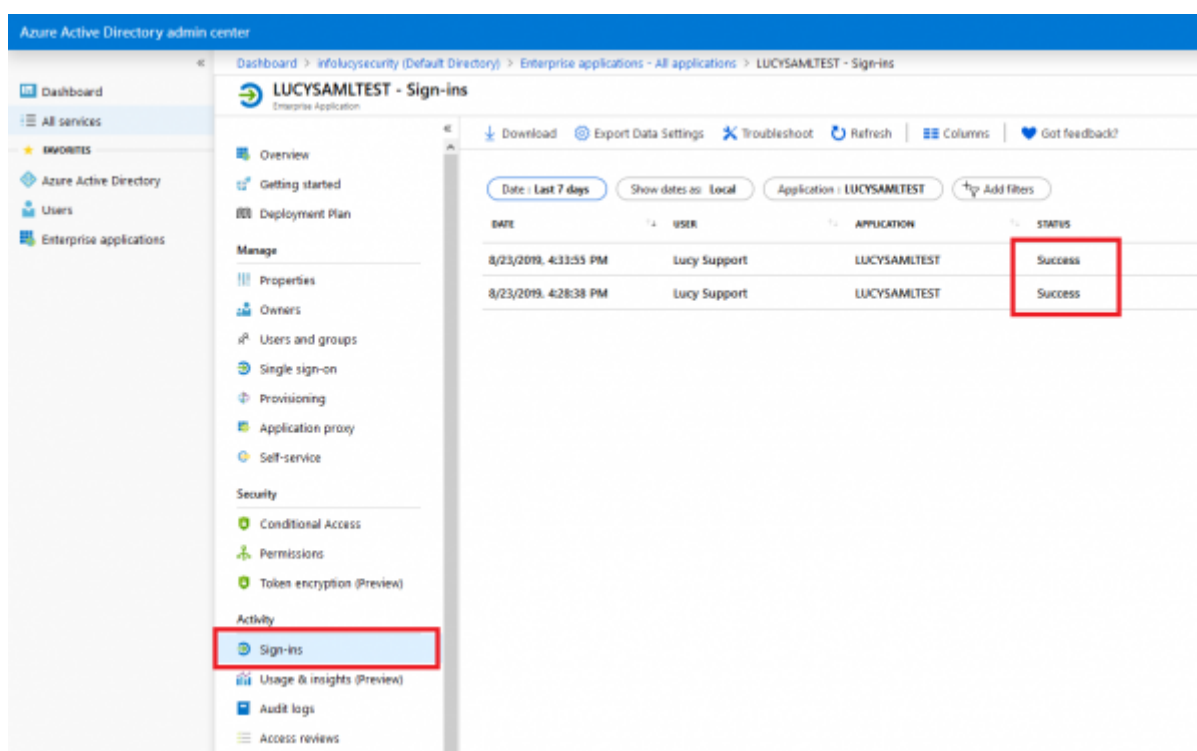 Azure Active Directory admin center
Dashboard > infolucysecurity (Default Directory) > Enterprise applications - All applications > LUCYSAMLTEST - Sign-ins
LUCYSAMLTEST - Sign-ins
Enterprise Application
Dashboard
All services
FAVORITES
Azure Active Directory
Users
Enterprise applications
Overview
Getting started
Deployment Plan
Manage
Properties
Owners
Users and groups
Single sign-on
Provisioning
Application proxy
Self-service
Security
Conditional Access
Permissions
Token encryption (Preview)
Activity
Sign-ins
Usage & insights (Preview)
Audit logs
Access reviews
Download Export Data Settings Troubleshoot Refresh Columns Got feedback?
Date : Last 7 days Show dates as: Local Application : LUCYSAMLTEST Add filters
DATE USER APPLICATION STATUS
8/23/2019, 4:33:55 PM Lucy Support LUCYSAMLTEST Success
8/23/2019, 4:28:38 PM Lucy Support LUCYSAMLTEST Success